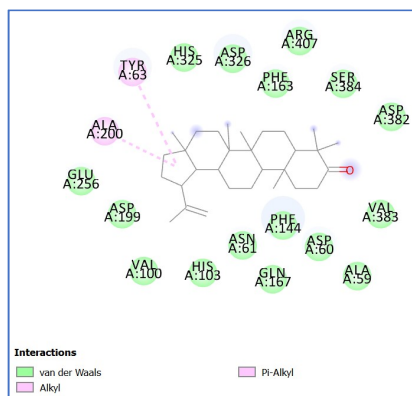 ARG
A:407
HIS
A:325
ASP
A:326
TYR
A:63
PHE
A:163
SER
A:384
ASP
A:382
ALA
A:200
GLU
A:256
ASP
A:199
VAL
A:383
PHE
A:144
ASN
A:61
ASP
A:60
VAL
A:100
HIS
A:103
GLN
A:167
ALA
A:59
O
Interactions
van der Waals
Alkyl
Pi-Alkyl